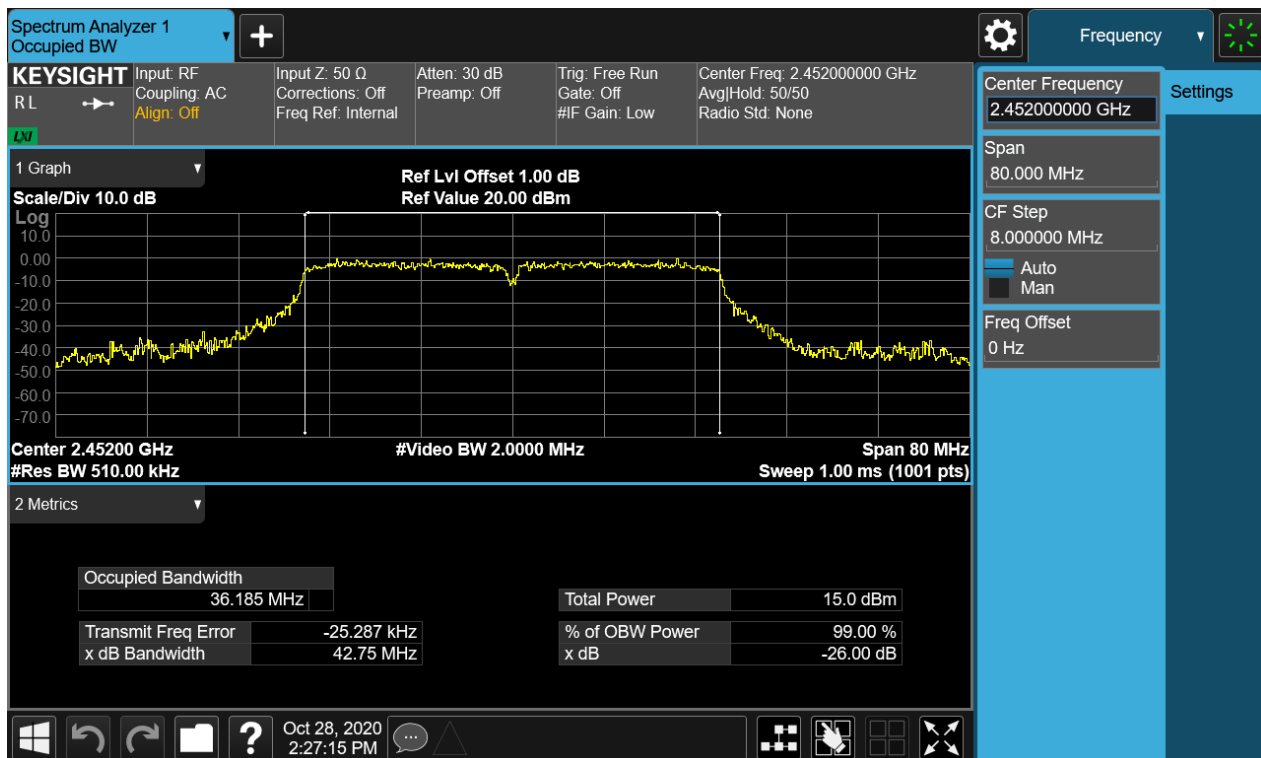 Spectrum Analyzer 1
Occupied BW
Frequency
KEYSIGHT
R L
LXI
Input: RF
Coupling: AC
Align: Off
Input Z: 50 Ω
Corrections: Off
Freq Ref: Internal
Atten: 30 dB
Preamp: Off
Trig: Free Run
Gate: Off
#IF Gain: Low
Center Freq: 2.452000000 GHz
Avg|Hold: 50/50
Radio Std: None
Center Frequency
2.452000000 GHz
Settings
Span
80.000 MHz
CF Step
8.000000 MHz
Auto
Man
Freq Offset
0 Hz
1 Graph
Scale/Div 10.0 dB
Ref Lvl Offset 1.00 dB
Ref Value 20.00 dBm
Log
10.0
0.00
-10.0
-20.0
-30.0
-40.0
-50.0
-60.0
-70.0
Center 2.45200 GHz
#Video BW 2.0000 MHz
Span 80 MHz
#Res BW 510.00 kHz
Sweep 1.00 ms (1001 pts)
2 Metrics
Occupied Bandwidth
36.185 MHz
Total Power 15.0 dBm
Transmit Freq Error -25.287 kHz
% of OBW Power 99.00 %
x dB Bandwidth 42.75 MHz
x dB -26.00 dB
?
Oct 28, 2020
2:27:15 PM